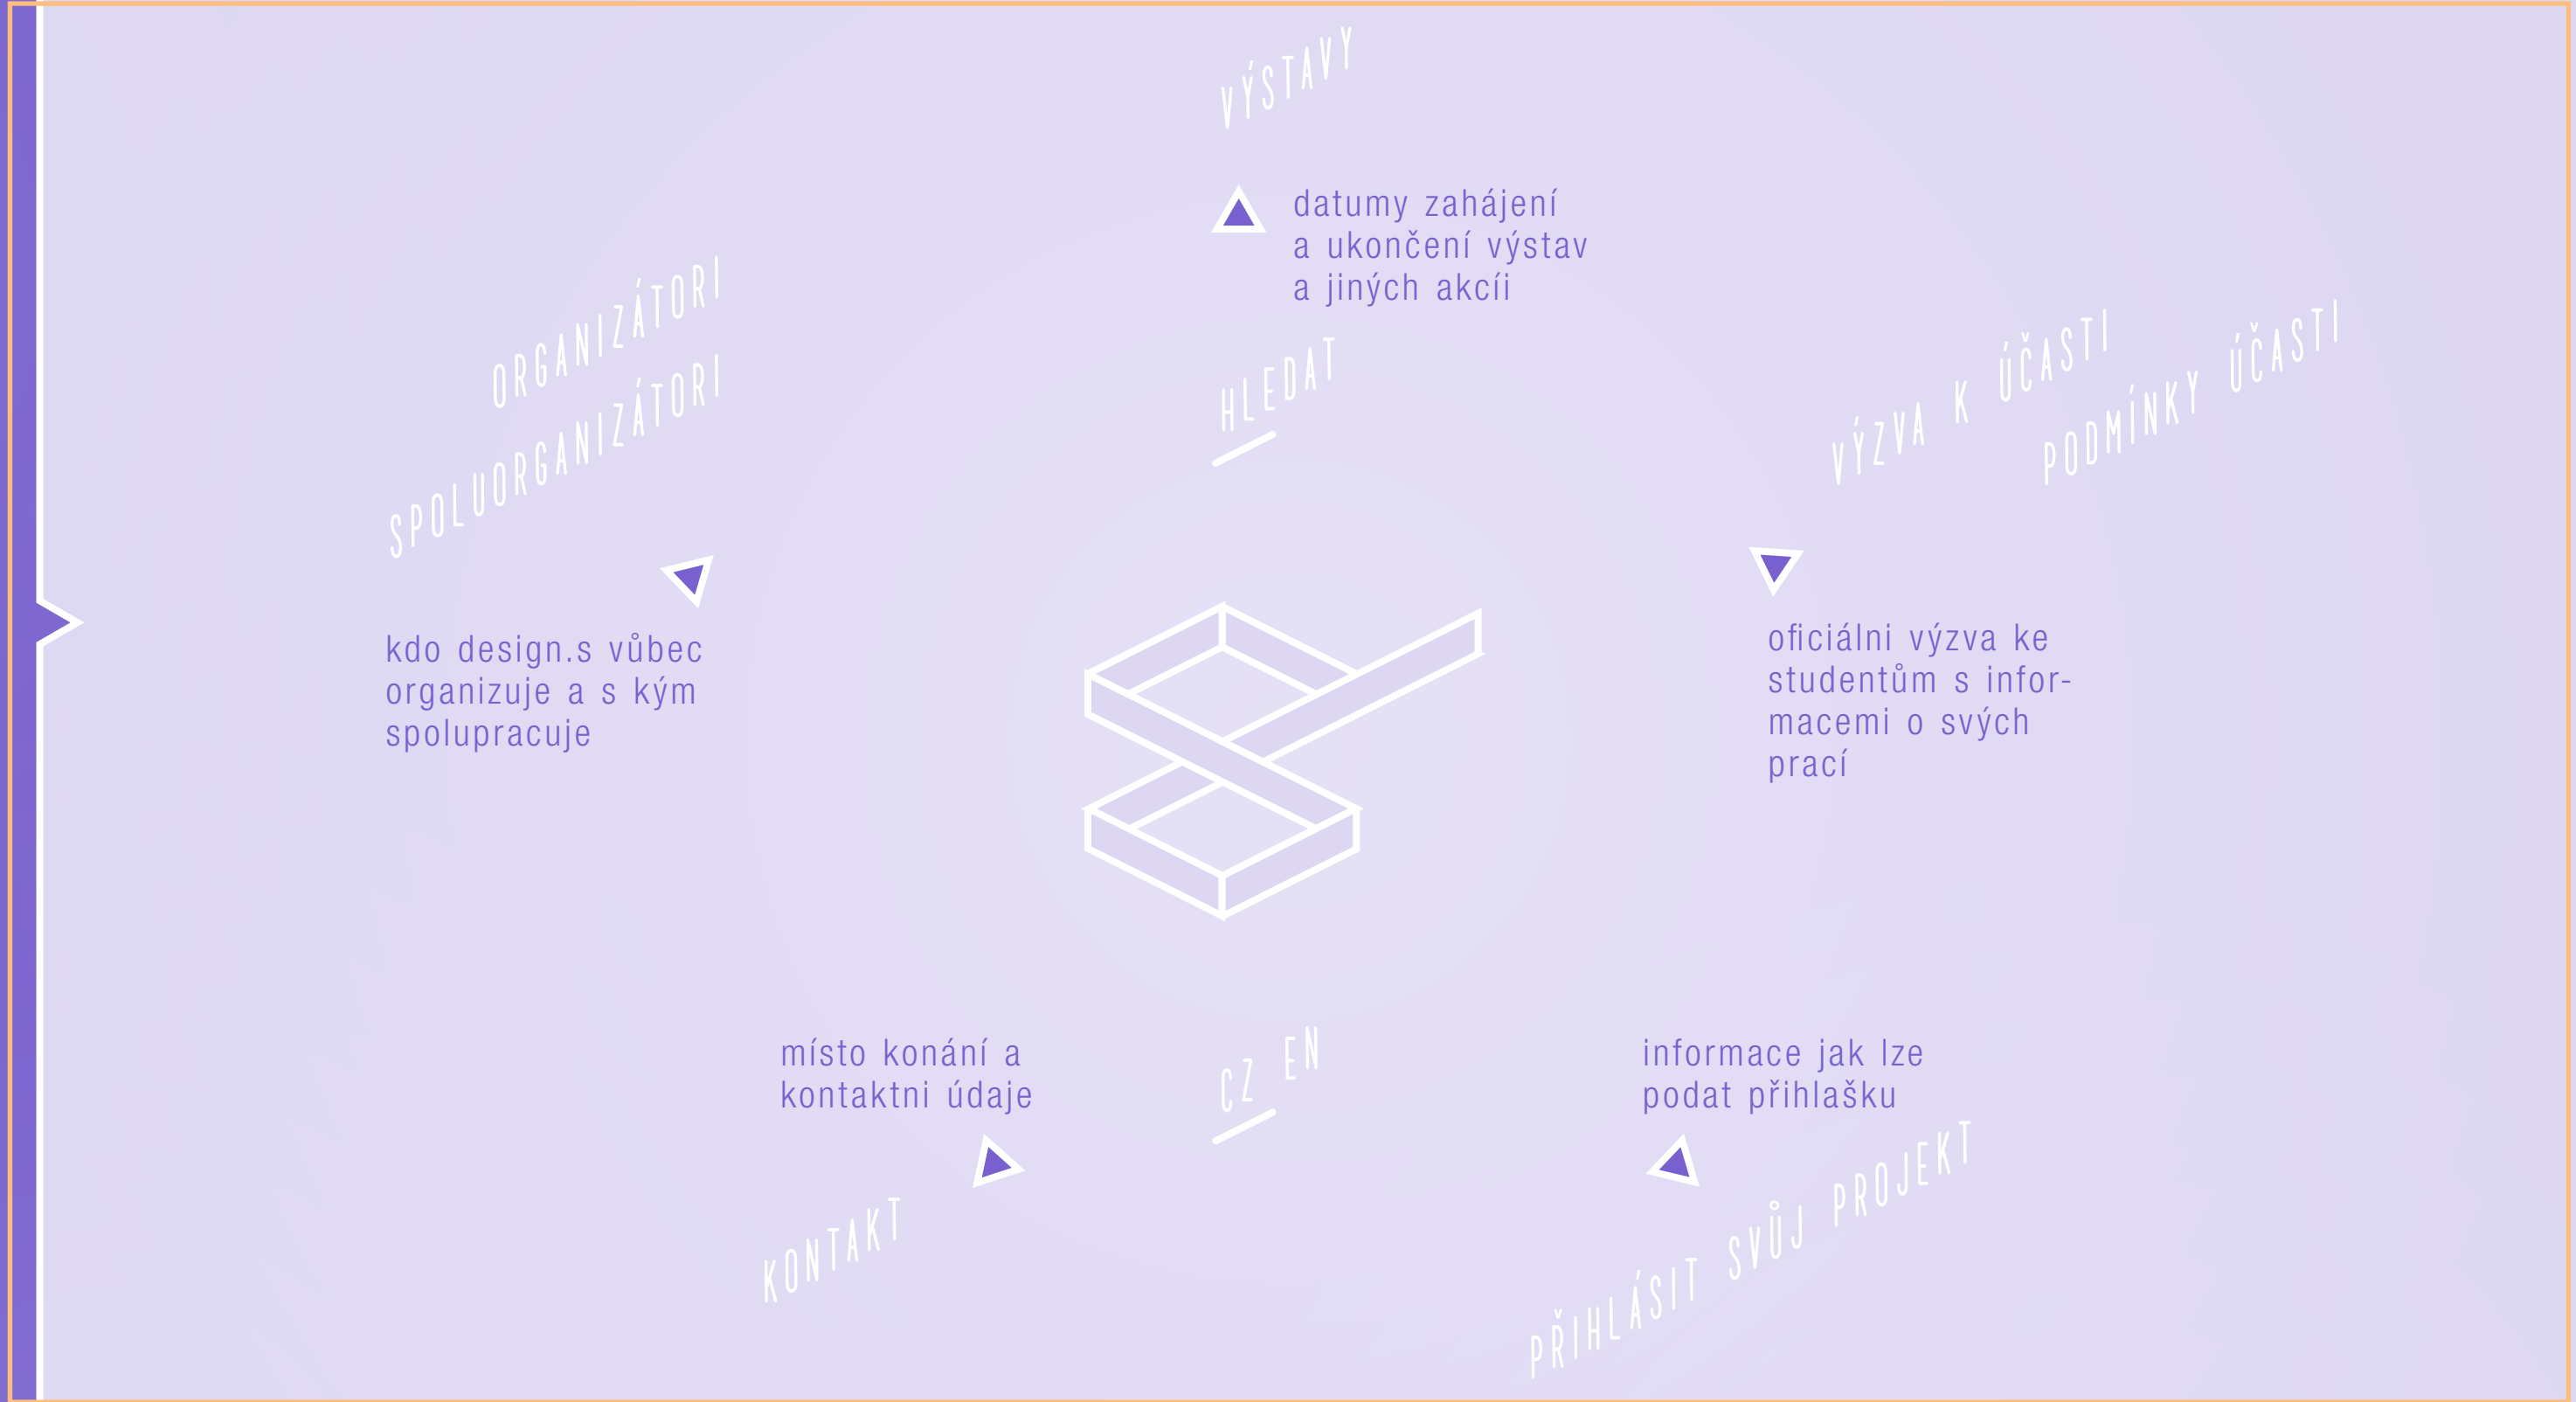 VÝSTAVY
datumy zahájení
a ukončení výstav
a jiných akcíi
ORGANIZÁTORI
SPOLUORGANIZÁTORI
kdo design.s vůbec
organizuje a s kým
spolupracuje
HLEDAT
VÝZVA K ÚČASTI
PODMÍNKY ÚČASTI
oficiálni výzva ke
studentům s infor-
macemi o svých
prací
místo konání a
kontaktni údaje
KONTAKT
CZ EN
informace jak lze
podat přihlašku
PŘIHLÁSIT SVŮJ PROJEKT